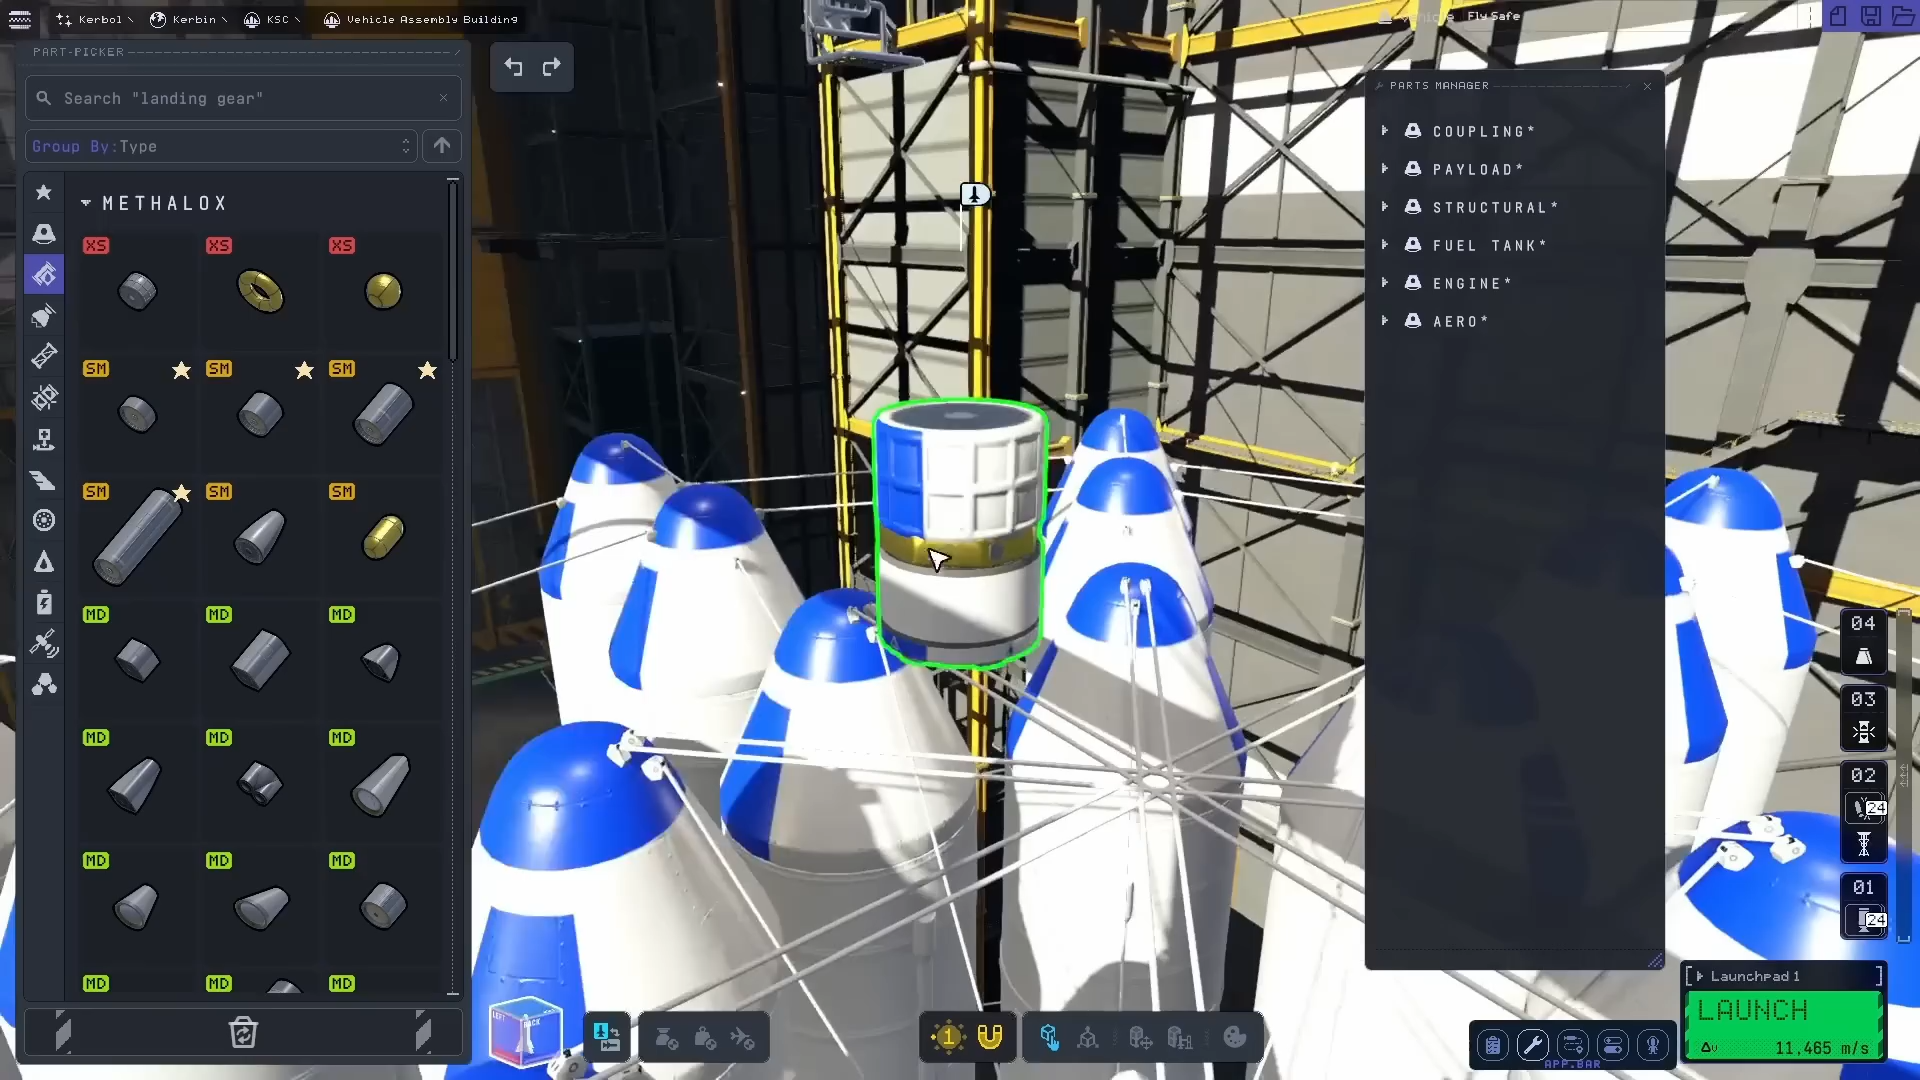 Kerbol
Kerbin
KSC
Vehicle Assembly Building
Fly Safe
PART-PICKER
Search "landing gear"
Group By: Type
METHALOX
XS
XS
XS
SM
SM
SM
SM
SM
SM
MD
MD
MD
MD
MD
MD
MD
MD
MD
MD
MD
MD
PARTS MANAGER
COUPLING*
PAYLOAD*
STRUCTURAL*
FUEL TANK*
ENGINE*
AERO*
04
03
02
24
01
24
LEFT
BACK
1
APP.BAR
Launchpad 1
LAUNCH
Δv 11,465 m/s